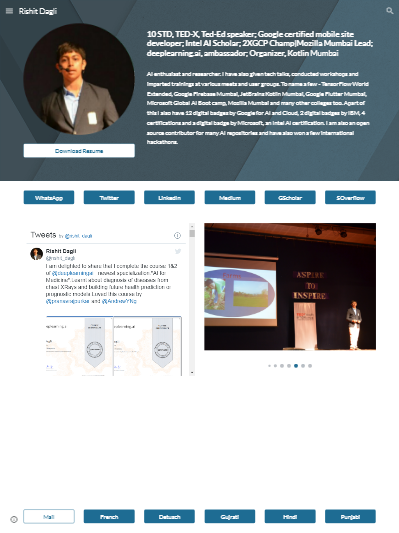 Rishit Dagli
10 STD, TED-X, Ted-Ed speaker; Google certified mobile site
developer; Intel AI Scholar; 2XGCP Champ|Mozilla Mumbai Lead;
deeplearning.ai, ambassador; Organizer, Kotlin Mumbai
AI enthusiast and researcher. I have also given tech talks, conducted workshops and
imparted trainings at various meets and user groups. To name a few - TensorFlow World
Extended, Google Firebase Mumbai, JetBrains Kotlin Mumbai, Google Flutter Mumbai,
Microsoft Global AI Boot camp, Mozilla Mumbai and many other colleges too. Apart of
this I also have 12 digital badges by Google for AI and Cloud, 2 digital badges by IBM, 4
certifications and a digital badge by Microsoft, an Intel AI certification. I am also an open
source contributor for many AI repositories and have also won a few international
hackathons.
Download Resume
WhatsApp Twitter LinkedIn Medium GScholar SOverflow
Tweets by @rishit_dagli
Rishit Dagli
@rishit_dagli
I am delighted to share that I complete the course 1&2
of @deeplearningai_ newest specialization "AI for
Medicine". Learnt about diagnosis of diseases from
chest XRays and building future health prediction or
prognostic models Loved this course by
@pranavrajpurkar and @AndrewYNg
ASPIRE
TO
INSPIRE
Mail French Detusch Gujrati Hindi Punjabi